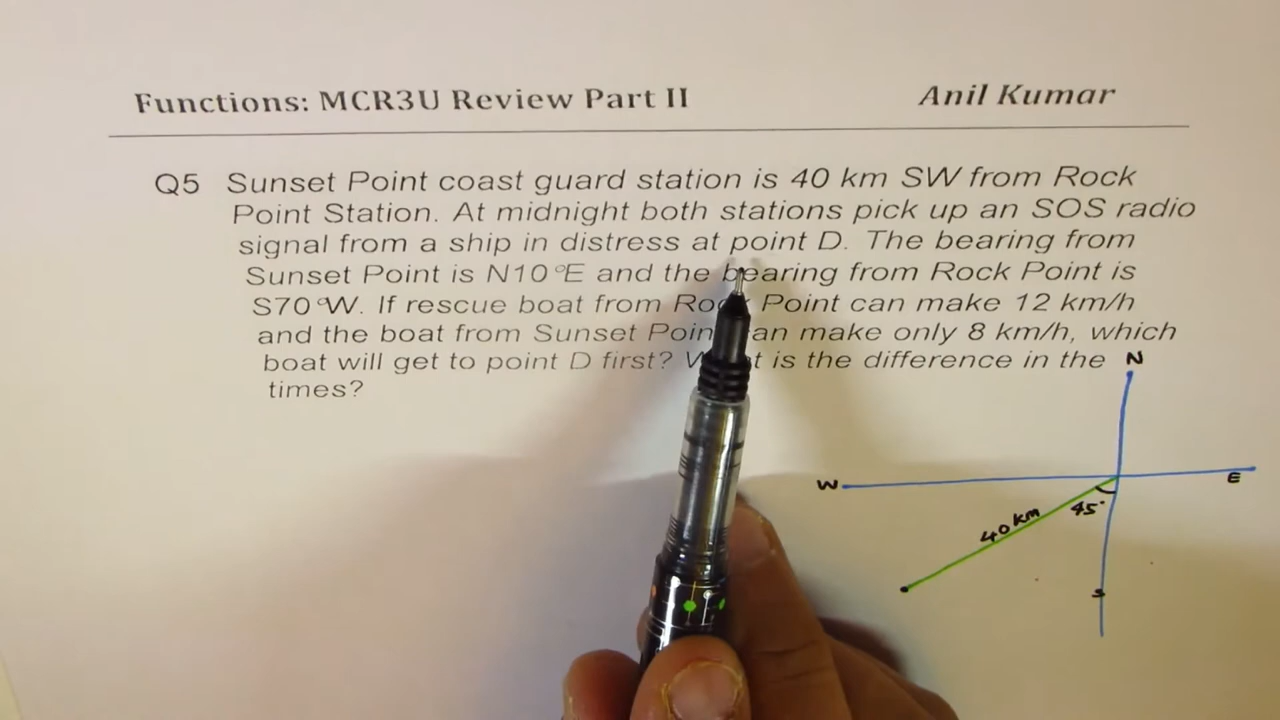 Functions: MCR3U Review Part II Anil Kumar
Q5 Sunset Point coast guard station is 40 km SW from Rock
Point Station. At midnight both stations pick up an SOS radio
signal from a ship in distress at point D. The bearing from
Sunset Point is N10°E and the bearing from Rock Point is
S70°W. If rescue boat from Rock Point can make 12 km/h
and the boat from Sunset Point can make only 8 km/h, which
boat will get to point D first? What is the difference in the
times?
N
W
E
40 km
45°
S